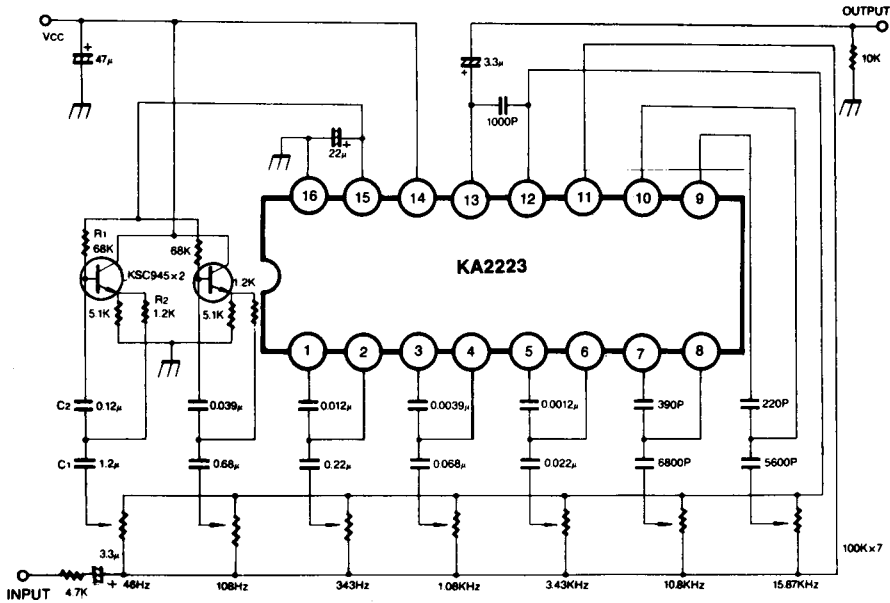 OUTPUT
VCC
47μ
3.3μ
10K
1000P
22μ
16 15 14 13 12 11 10 9
KA2223
R1
68K
68K
KSC945×2
1.2K
5.1K
R2
1.2K
5.1K
1 2 3 4 5 6 7 8
C2 0.12μ 0.039μ 0.012μ 0.0039μ 0.0012μ 390P 220P
C1 1.2μ 0.68μ 0.22μ 0.068μ 0.022μ 6800P 5600P
100K×7
3.3μ
46Hz 108Hz 343Hz 1.08KHz 3.43KHz 10.8KHz 15.87KHz
INPUT 4.7K